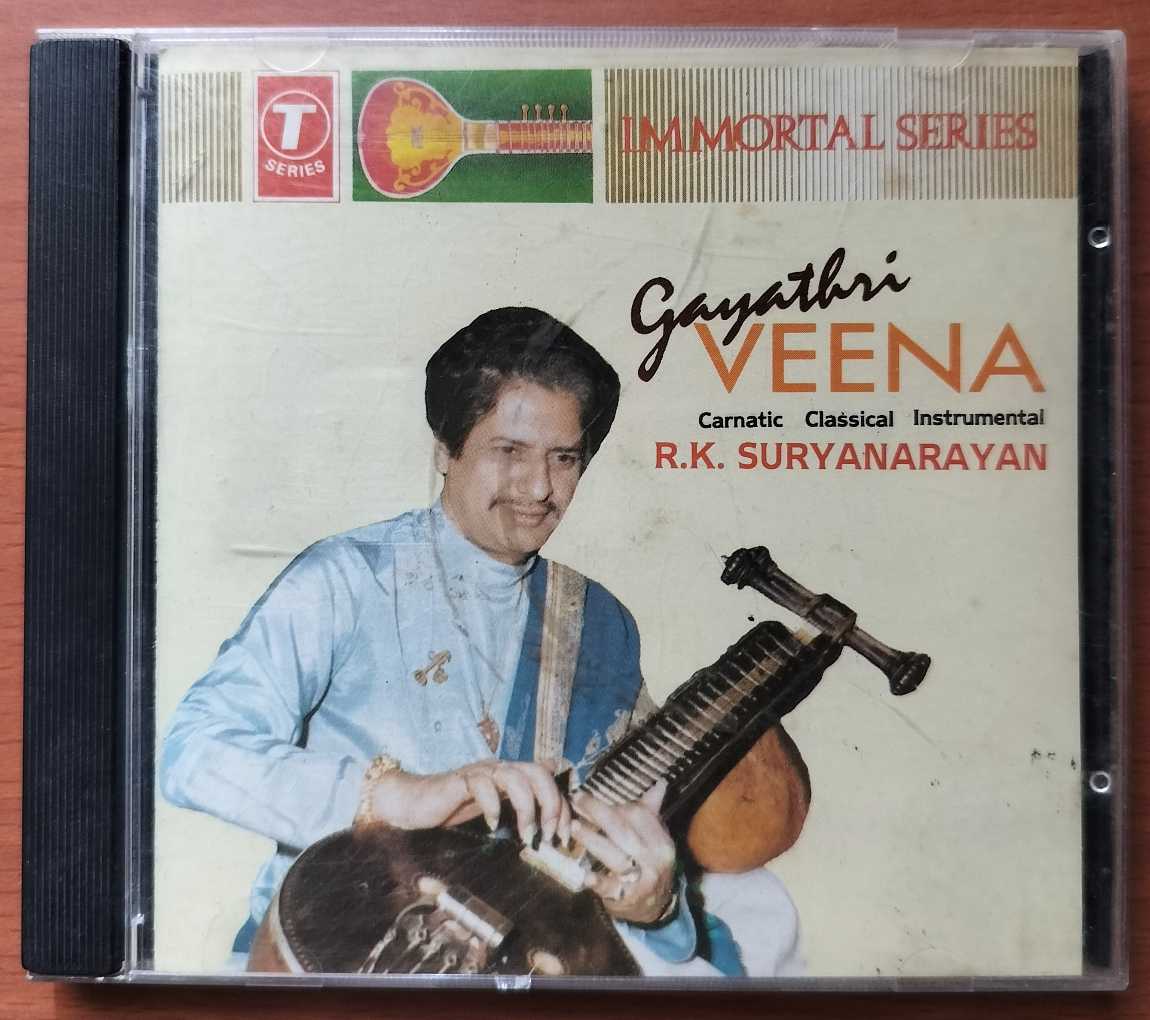 T
SERIES
IMMORTAL SERIES
Gayathri
VEENA
Carnatic Classical Instrumental
R.K. SURYANARAYAN